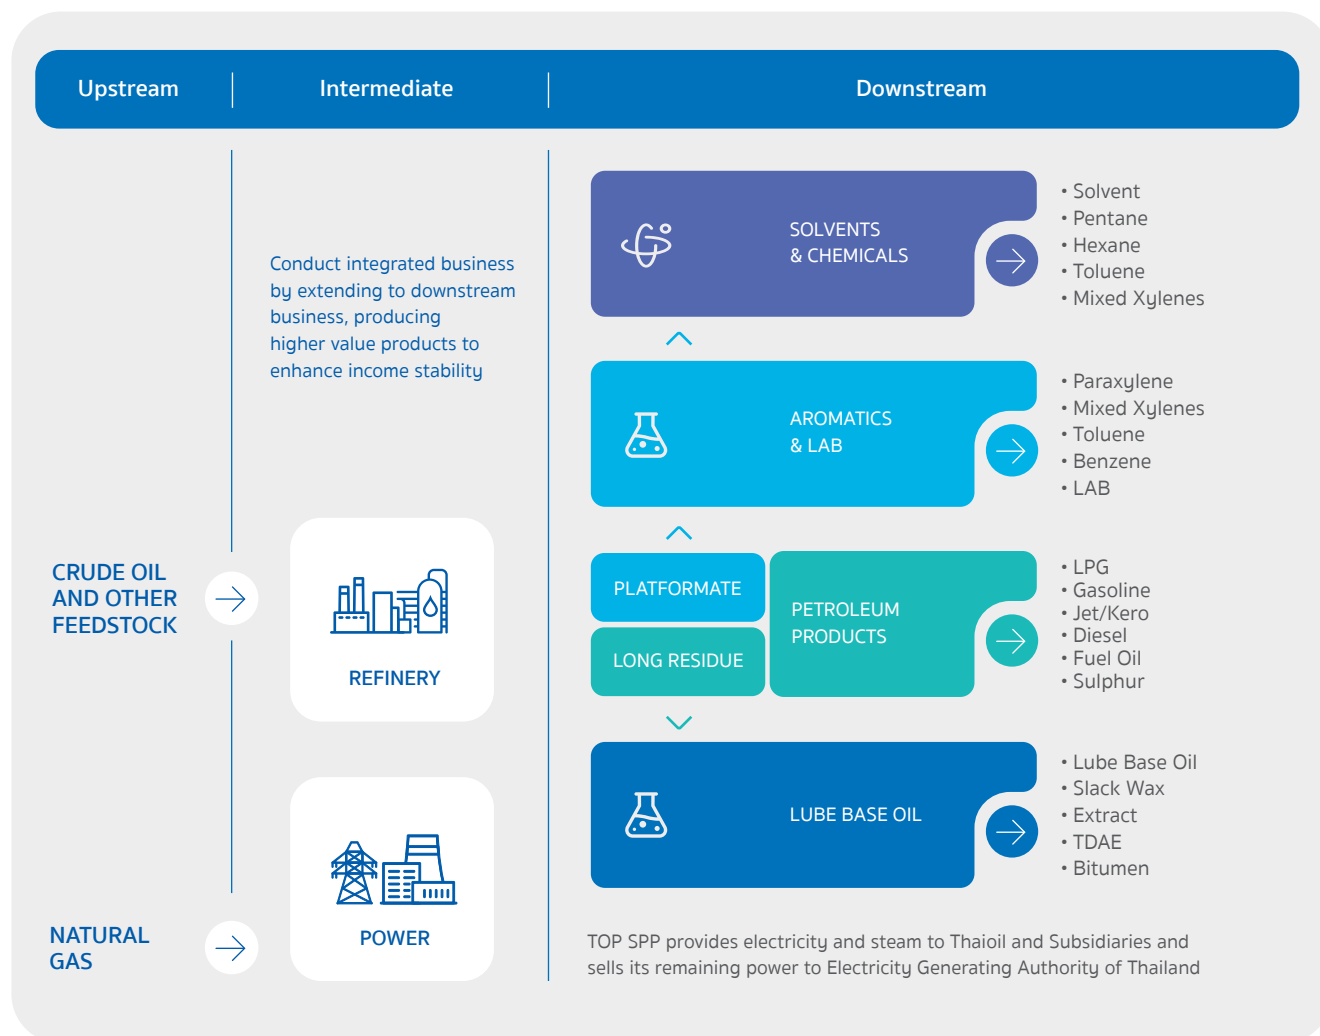 Upstream
Intermediate
Downstream
Conduct integrated business
by extending to downstream
business, producing
higher value products to
enhance income stability
CRUDE OIL
AND OTHER
FEEDSTOCK
REFINERY
NATURAL
GAS
POWER
SOLVENTS
& CHEMICALS
• Solvent
• Pentane
• Hexane
• Toluene
• Mixed Xylenes
AROMATICS
& LAB
• Paraxylene
• Mixed Xylenes
• Toluene
• Benzene
• LAB
PLATFORMATE
LONG RESIDUE
PETROLEUM
PRODUCTS
• LPG
• Gasoline
• Jet/Kero
• Diesel
• Fuel Oil
• Sulphur
LUBE BASE OIL
• Lube Base Oil
• Slack Wax
• Extract
• TDAE
• Bitumen
TOP SPP provides electricity and steam to Thaioil and Subsidiaries and
sells its remaining power to Electricity Generating Authority of Thailand